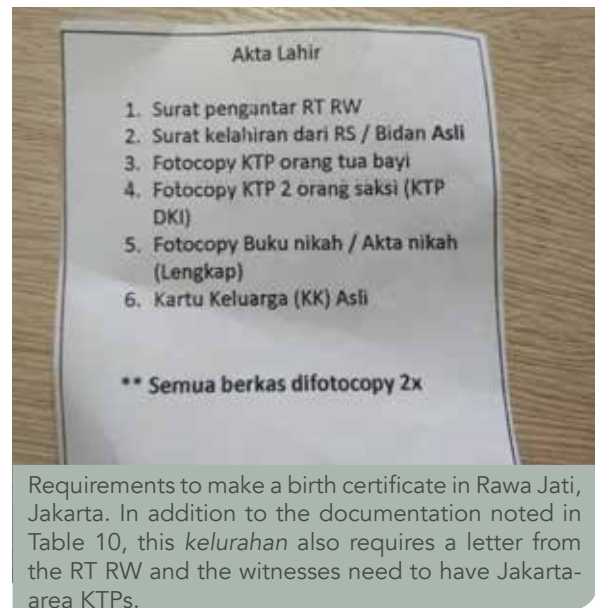 Akta Lahir
1. Surat pengantar RT RW
2. Surat kelahiran dari RS / Bidan Asli
3. Fotocopy KTP orang tua bayi
4. Fotocopy KTP 2 orang saksi (KTP
DKI)
5. Fotocopy Buku nikah / Akta nikah
(Lengkap)
6. Kartu Keluarga (KK) Asli
** Semua berkas difotocopy 2x
Requirements to make a birth certificate in Rawa Jati,
Jakarta. In addition to the documentation noted in
Table 10, this kelurahan also requires a letter from
the RT RW and the witnesses need to have Jakarta-
area KTPs.